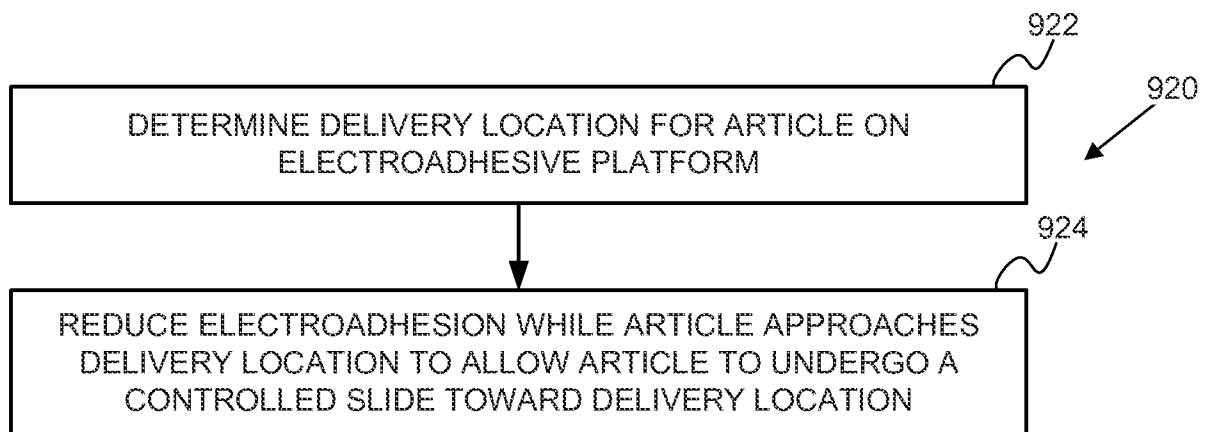 922
920
DETERMINE DELIVERY LOCATION FOR ARTICLE ON
ELECTROADHESIVE PLATFORM
924
REDUCE ELECTROADHESION WHILE ARTICLE APPROACHES
DELIVERY LOCATION TO ALLOW ARTICLE TO UNDERGO A
CONTROLLED SLIDE TOWARD DELIVERY LOCATION